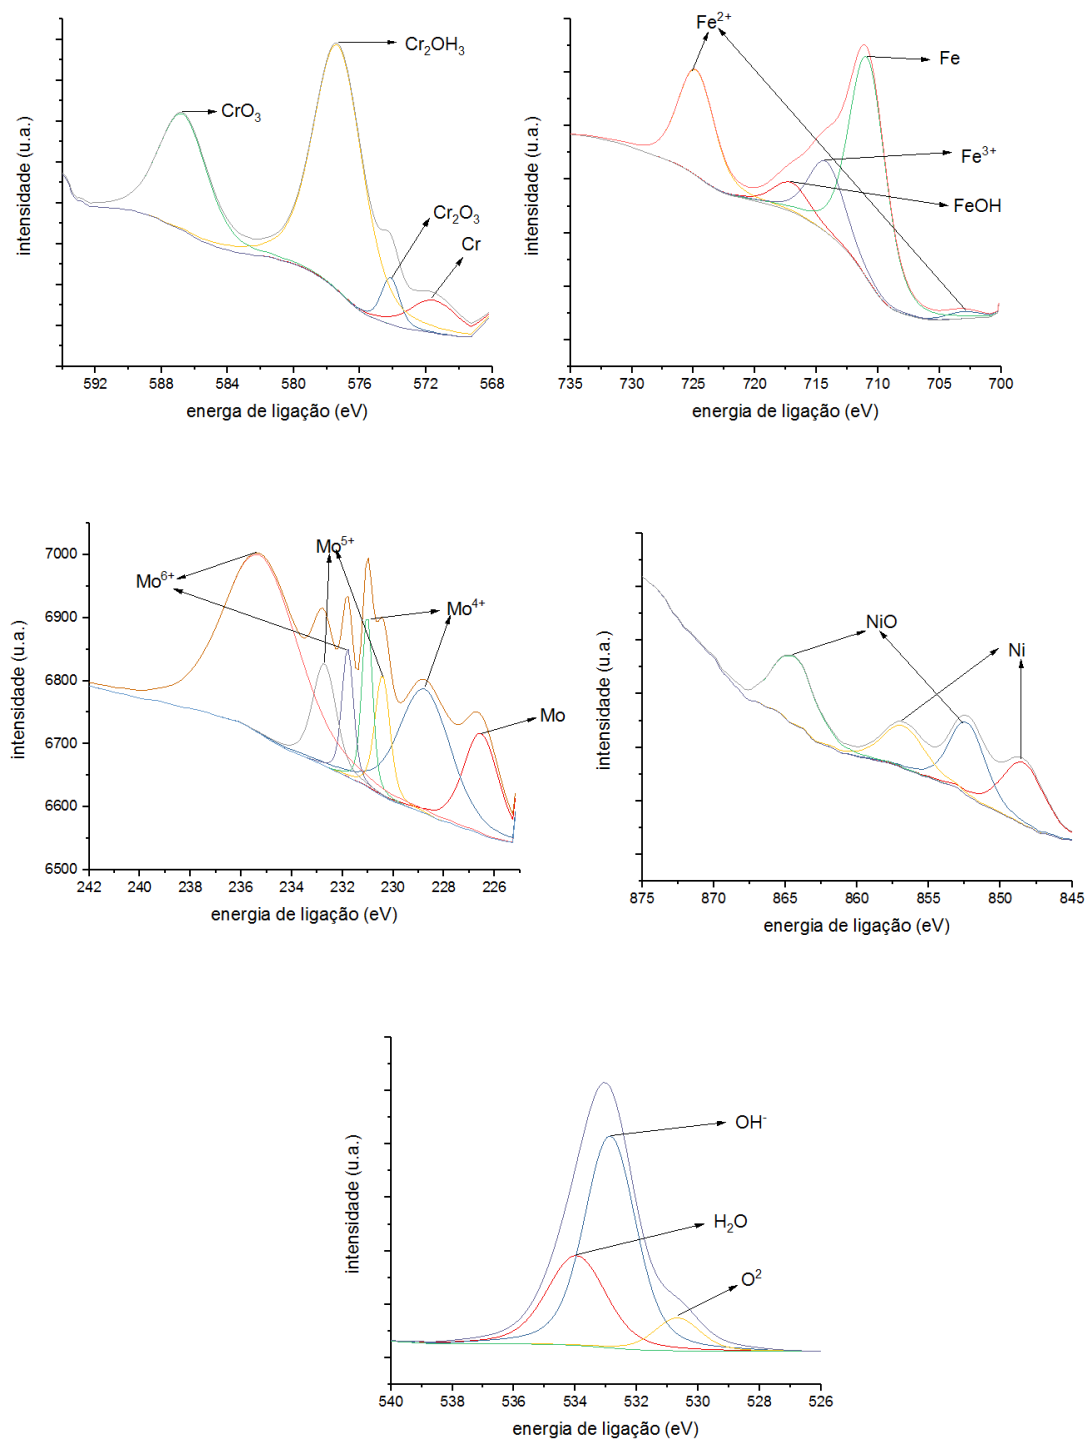 intensidade (u.a.)
Cr₂OH₃
CrO₃
Cr₂O₃
Cr
592 588 584 580 576 572 568
energa de ligação (eV)
intensidade (u.a.)
Fe²⁺
Fe
Fe³⁺
FeOH
735 730 725 720 715 710 705 700
energia de ligação (eV)
intensidade (u.a.)
7000
6900
6800
6700
6600
6500
Mo⁵⁺
Mo⁶⁺
Mo⁴⁺
Mo
242 240 238 236 234 232 230 228 226
energia de ligação (eV)
intensidade (u.a.)
NiO
Ni
875 870 865 860 855 850 845
energia de ligação (eV)
intensidade (u.a.)
OH⁻
H₂O
O²
540 538 536 534 532 530 528 526
energia de ligação (eV)